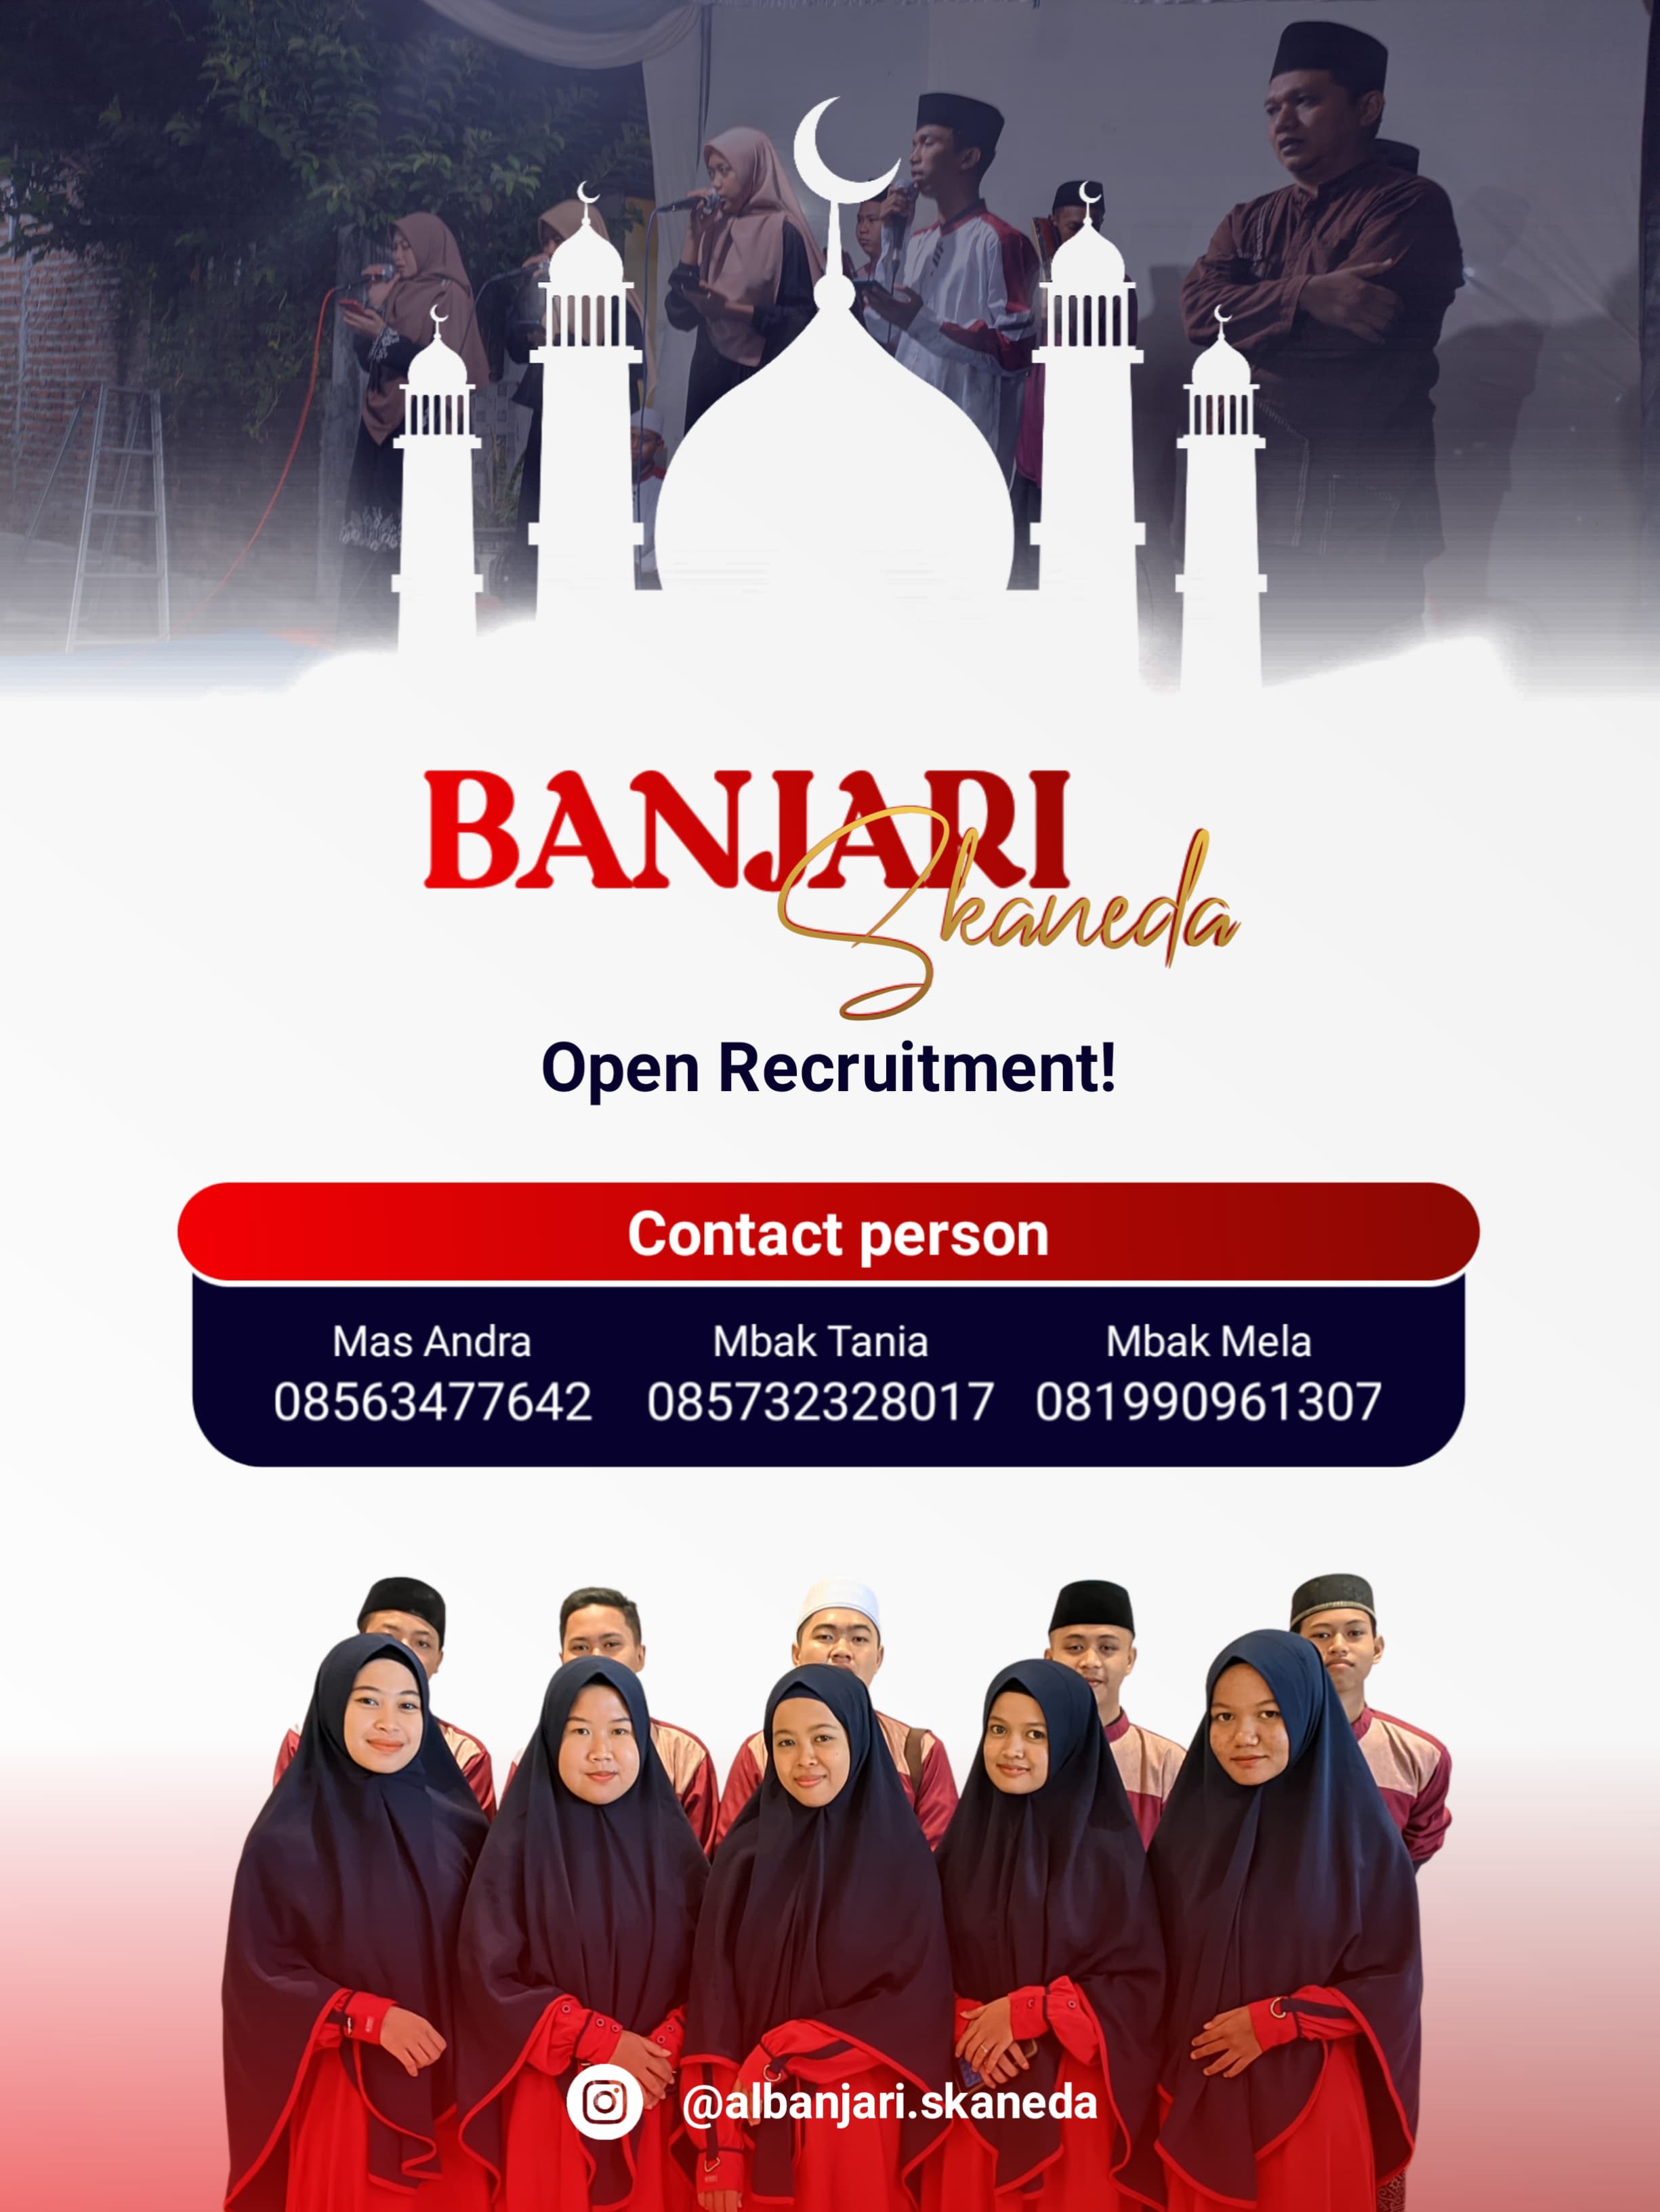 BANJARI
Skaneda
Open Recruitment!
Contact person
Mas Andra
08563477642
Mbak Tania
085732328017
Mbak Mela
081990961307
@albanjari.skaneda